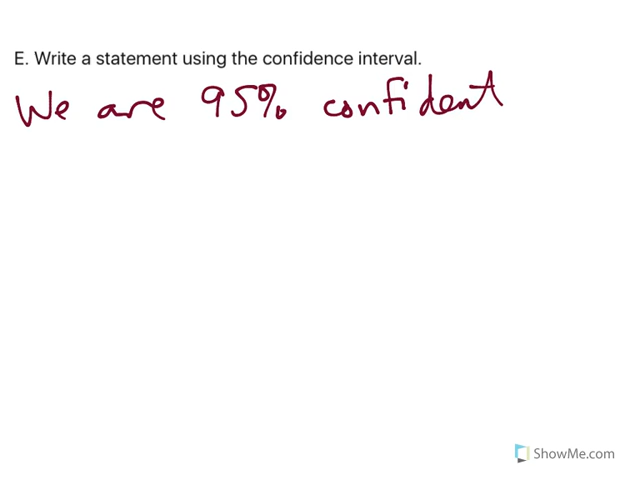 E. Write a statement using the confidence interval.
We are 95% confident
ShowMe.com